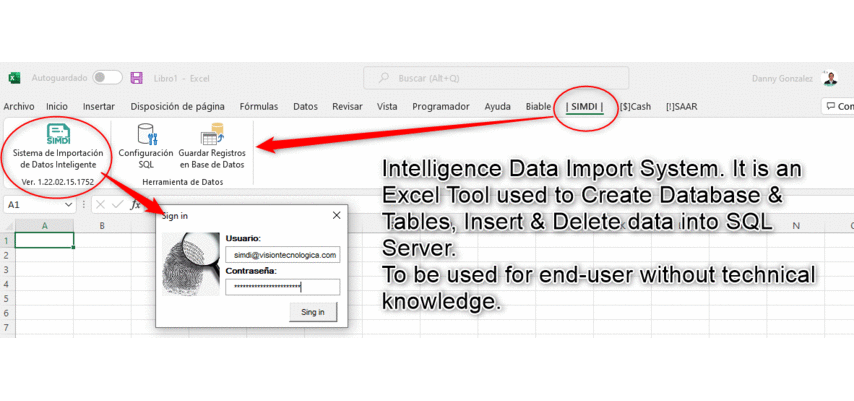 Autoguardado Libro1 - Excel Buscar (Alt+Q) Danny Gonzalez
Archivo Inicio Insertar Disposición de página Fórmulas Datos Revisar Vista Programador Ayuda Biable | SIMDI | [$]Cash [!]SAAR Com
SIMDI
Sistema de Importación
de Datos Inteligente
Ver. 1.22.02.15.1752
Configuración
SQL
Guardar Registros
en Base de Datos
Herramienta de Datos
A1 fx
A B M N
1
2
3
4
5
6
7
Sign in
Usuario:
simdi@visiontecnologica.com
Contraseña:
***********************
Sing in
Intelligence Data Import System. It is an
Excel Tool used to Create Database &
Tables, Insert & Delete data into SQL
Server.
To be used for end-user without technical
knowledge.